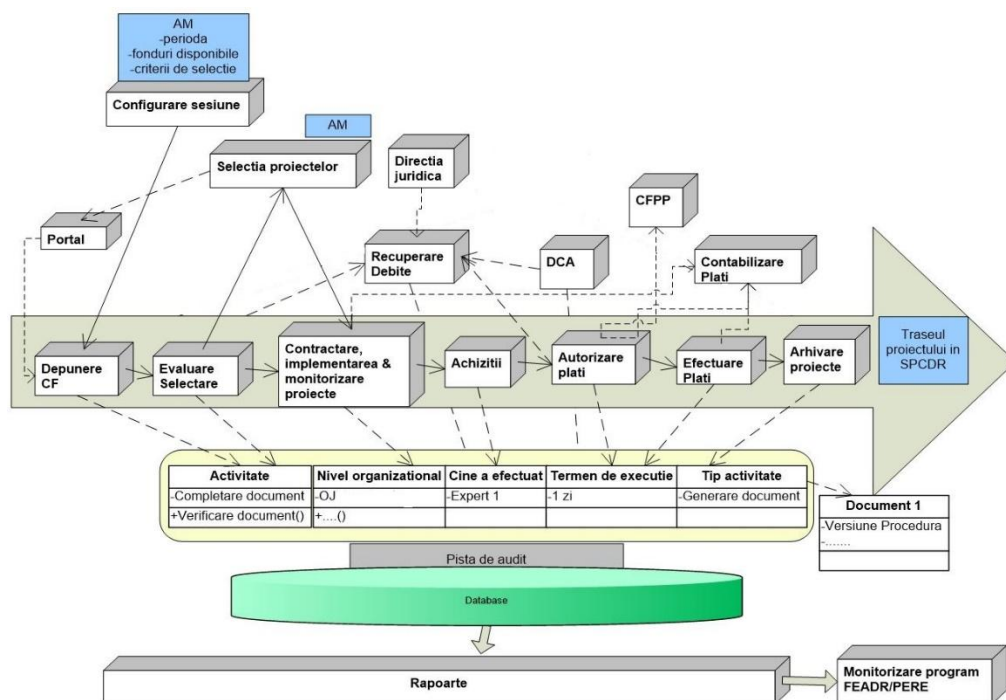 AM
-perioda
-fonduri disponibile
-criterii de selectie
Configurare sesiune
AM
Selectia proiectelor
Directia
juridica
CFPP
Portal
Recuperare
Debite
DCA
Contabilizare
Plati
Depunere
CF
Evaluare
Selectare
Contractare,
implementarea &
monitorizare
proiecte
Achizitii
Autorizare
plati
Efectuare
Plati
Arhivare
proiecte
Traseul
proiectului in
SPCDR
Activitate
-Completare document
+Verificare document()
Nivel organizational
-OJ
+....()
Cine a efectuat
-Expert 1
Termen de executie
-1 zi
Tip activitate
-Generare document
Document 1
-Versiune Procedura
-.......
Pista de audit
Database
Rapoarte
Monitorizare program
FEADR/PERE